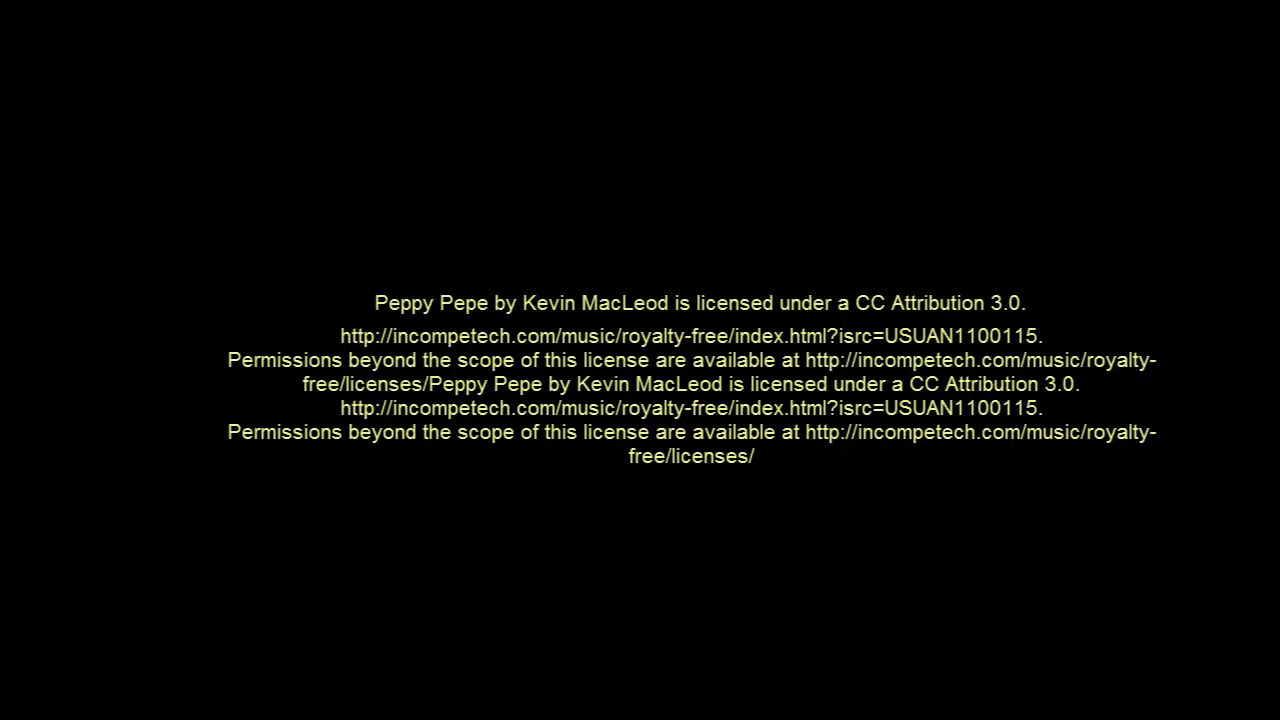 Peppy Pepe by Kevin MacLeod is licensed under a CC Attribution 3.0.
http://incompetech.com/music/royalty-free/index.html?isrc=USUAN1100115.
Permissions beyond the scope of this license are available at http://incompetech.com/music/royalty-
free/licenses/Peppy Pepe by Kevin MacLeod is licensed under a CC Attribution 3.0.
http://incompetech.com/music/royalty-free/index.html?isrc=USUAN1100115.
Permissions beyond the scope of this license are available at http://incompetech.com/music/royalty-
free/licenses/